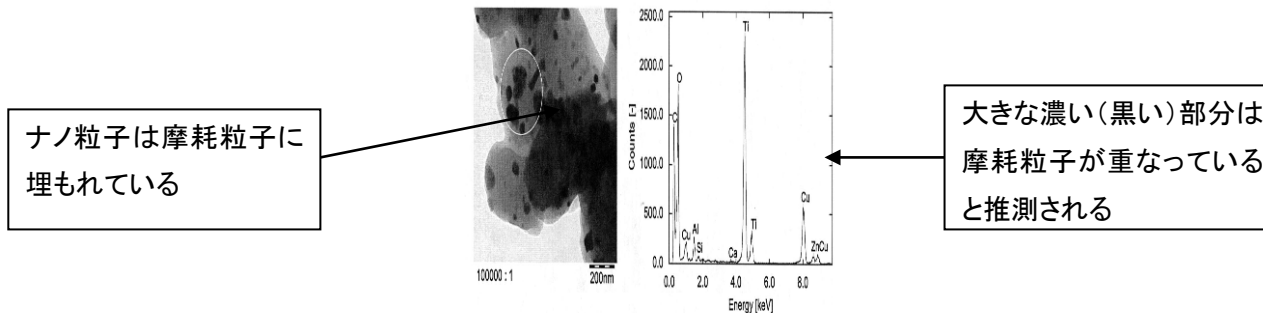 ナノ粒子は摩耗粒子に
埋もれている
100000 : 1
200nm
2500.0
2000.0
1500.0
1000.0
500.0
0.0
Counts [-]
C
O
Cu
Al
Si
Ca
Ti
Ti
Cu
ZnCu
0.0 2.0 4.0 6.0 8.0
Energy [keV]
大きな濃い(黒い)部分は
摩耗粒子が重なっている
と推測される